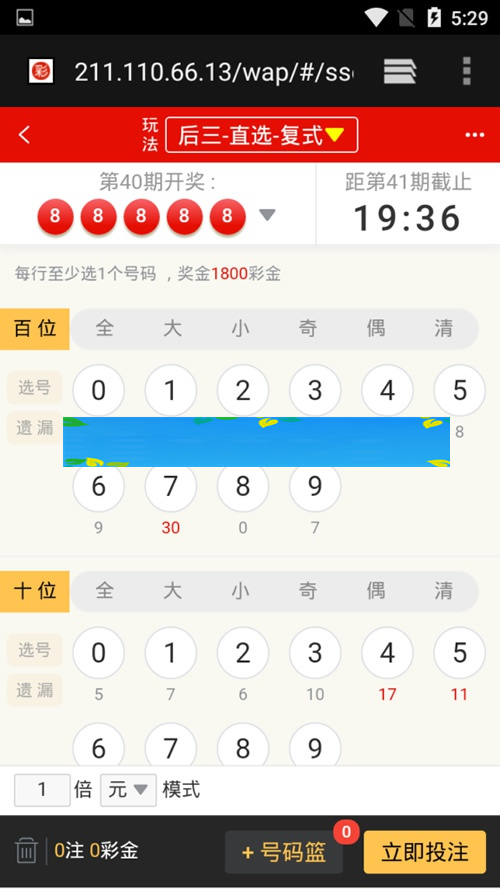 5:29
彩
211.110.66.13/wap/#/ss
玩法 后三-直选-复式
第40期开奖： 距第41期截止
8 8 8 8 8 19:36
每行至少选1个号码 ，奖金1800彩金
百位 全 大 小 奇 偶 清
选号 0 1 2 3 4 5
遗漏 8
6 7 8 9
9 30 0 7
十位 全 大 小 奇 偶 清
选号 0 1 2 3 4 5
遗漏 5 7 6 10 17 11
6 7 8 9
1 倍 元 模式
0注 0彩金 + 号码篮 0 立即投注